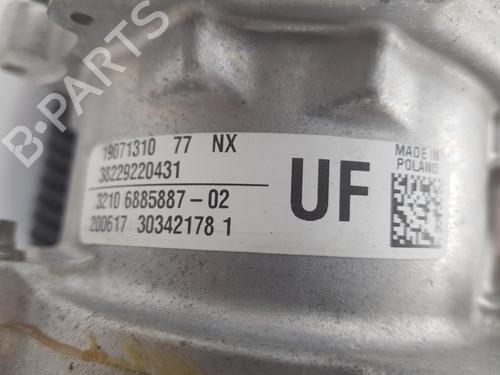 B-PARTS
19071310 77 NX
38229220431
3210 6885887-02
200617 30342178 1
UF
MADE IN
POLAND